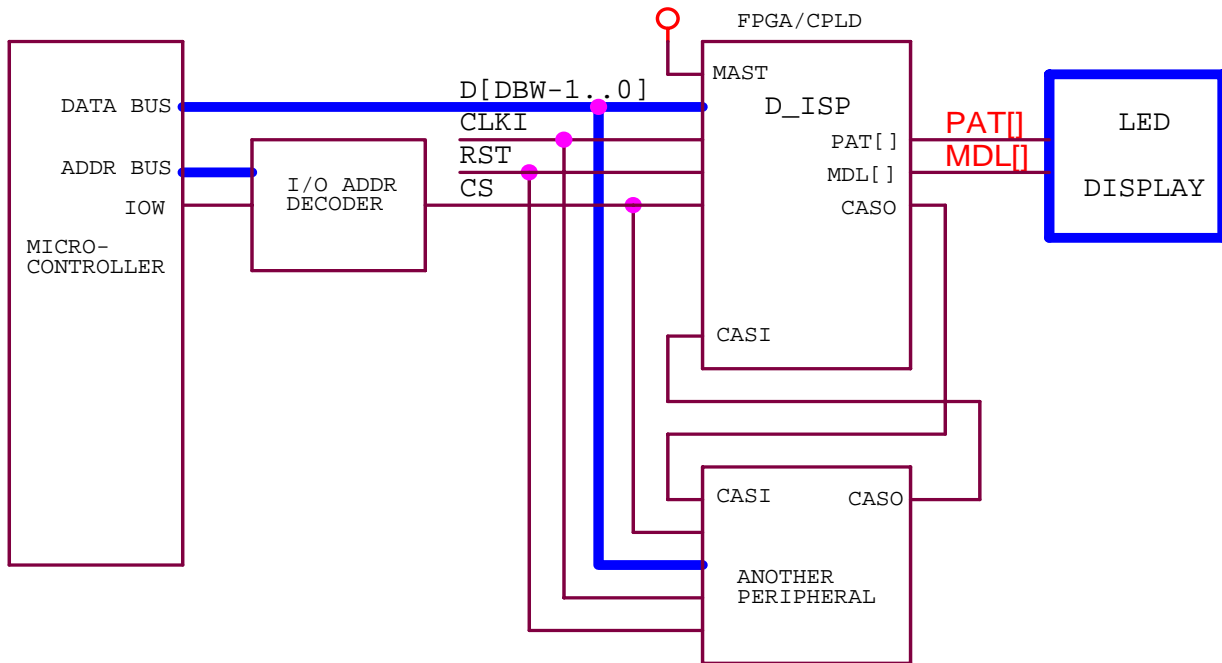 FPGA/CPLD
MAST
DATA BUS
D[DBW-1..0]
D_ISP
LED
CLKI
PAT[]
PAT[]
ADDR BUS
I/O ADDR
DECODER
RST
MDL[]
MDL[]
DISPLAY
IOW
CS
CASO
MICRO-
CONTROLLER
CASI
CASI
CASO
ANOTHER
PERIPHERAL